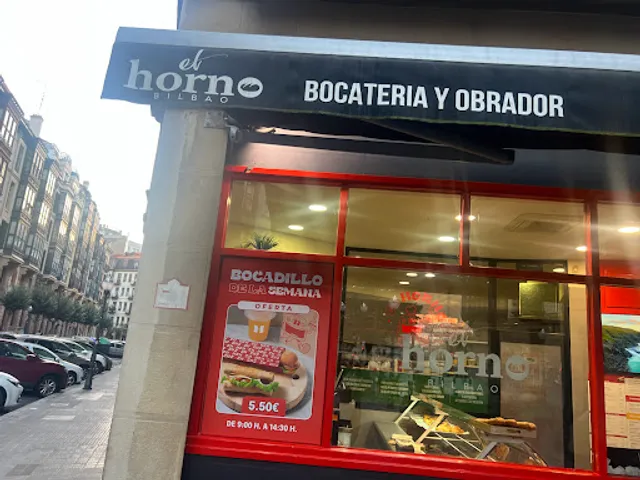 el
horno
BILBAO
BOCATERIA Y OBRADOR
BOCADILLO
DE LA SEMANA
OFERTA
5.50€
DE 9:00 H. A 14:30 H.
el
horno
BILBAO